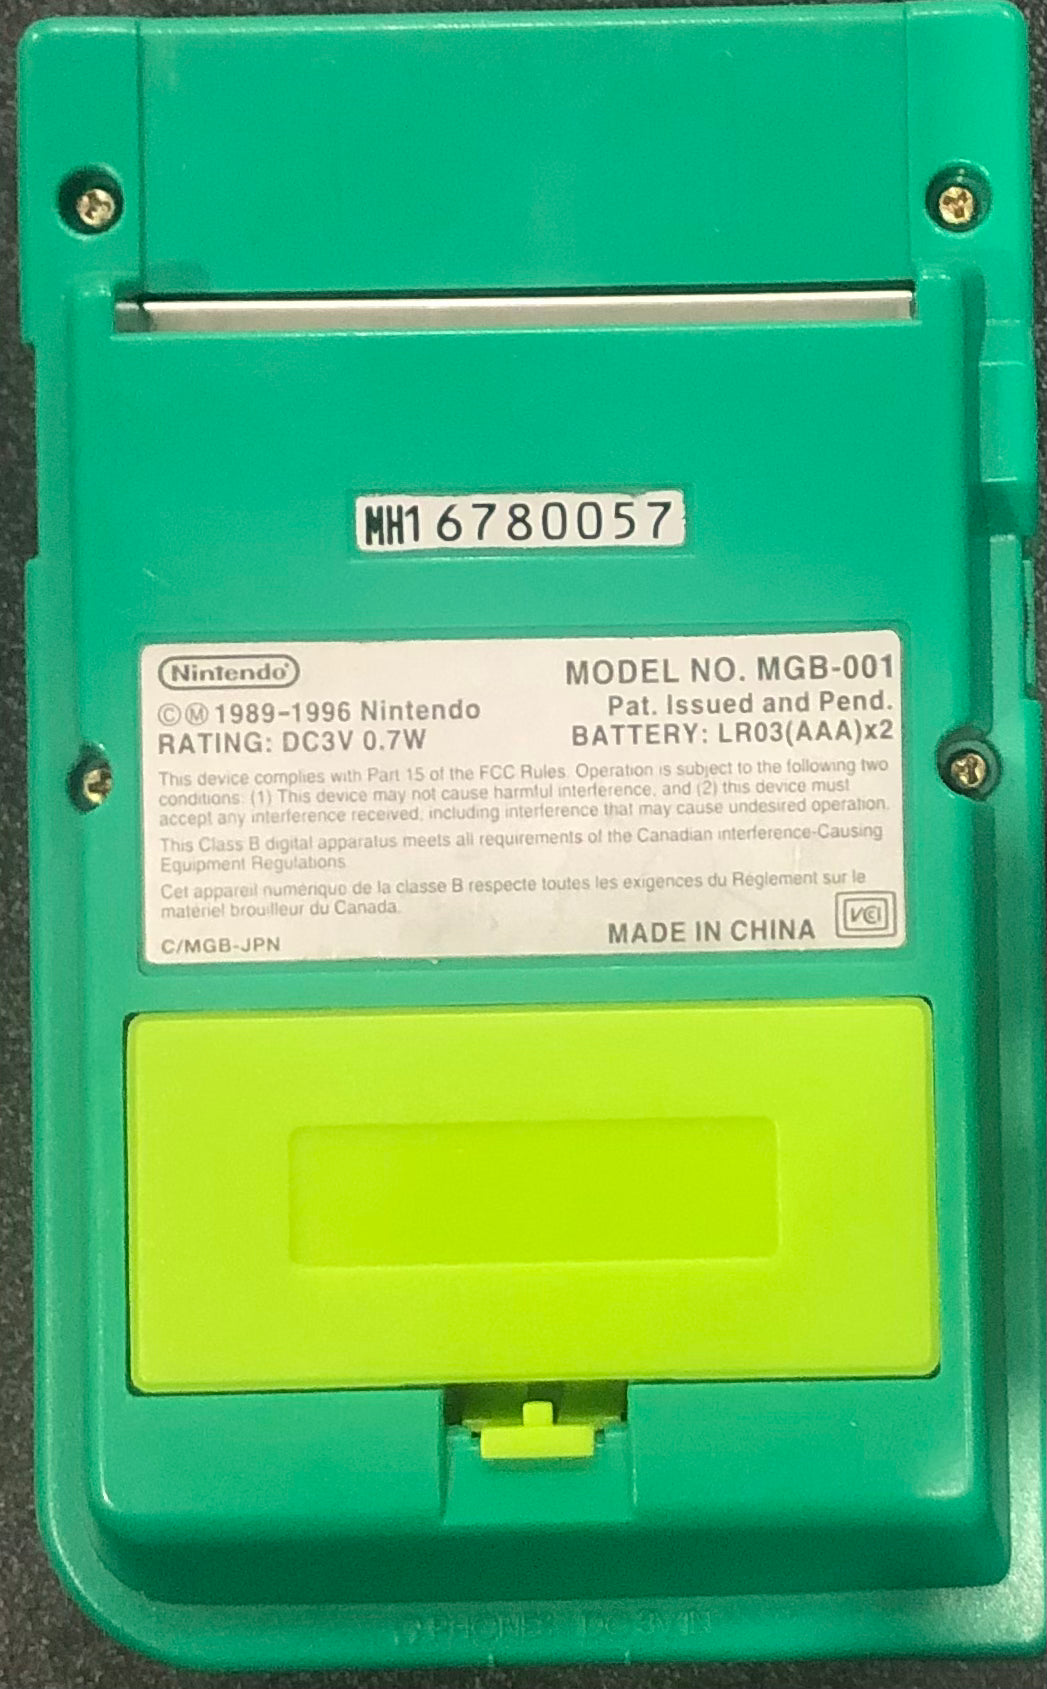 MH16780057
Nintendo MODEL NO. MGB-001
©Ⓜ 1989-1996 Nintendo Pat. Issued and Pend.
RATING: DC3V 0.7W BATTERY: LR03(AAA)x2
This device complies with Part 15 of the FCC Rules. Operation is subject to the following two
conditions: (1) This device may not cause harmful interference, and (2) this device must
accept any interference received, including interference that may cause undesired operation.
This Class B digital apparatus meets all requirements of the Canadian interference-Causing
Equipment Regulations
Cet appareil numérique de la classe B respecte toutes les exigences du Règlement sur le
matériel brouilleur du Canada.
C/MGB-JPN MADE IN CHINA VCI
PHONES DC3V IN